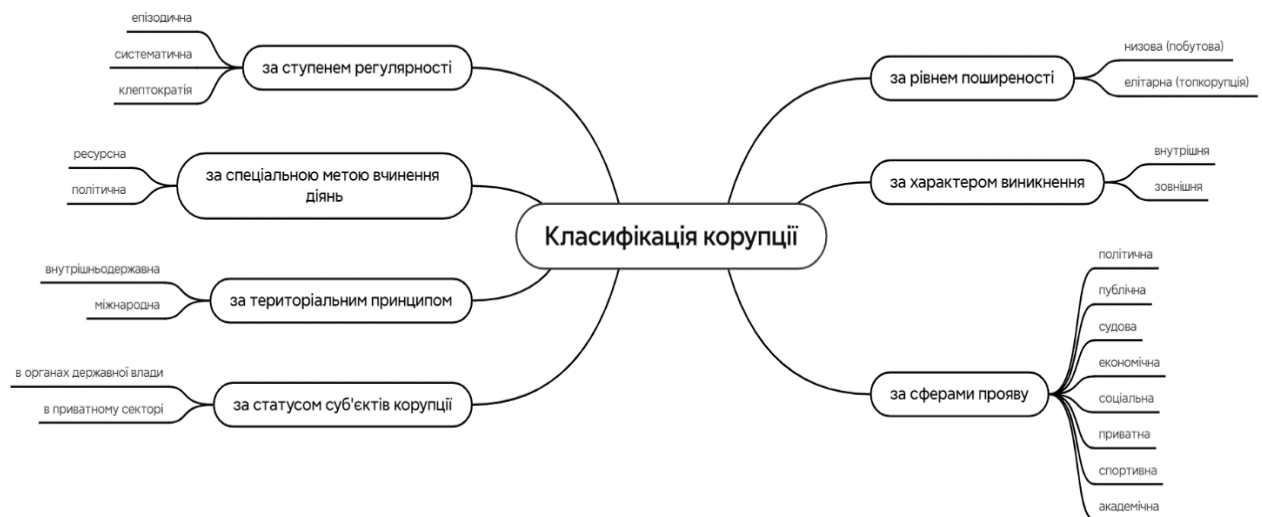 Класифікація корупції
за ступенем регулярності
епізодична
систематична
клептократія
за спеціальною метою вчинення
діянь
ресурсна
політична
за територіальним принципом
внутрішньодержавна
міжнародна
за статусом суб'єктів корупції
в органах державної влади
в приватному секторі
за рівнем поширеності
низова (побутова)
елітарна (топкорупція)
за характером виникнення
внутрішня
зовнішня
за сферами прояву
політична
публічна
судова
економічна
соціальна
приватна
спортивна
академічна